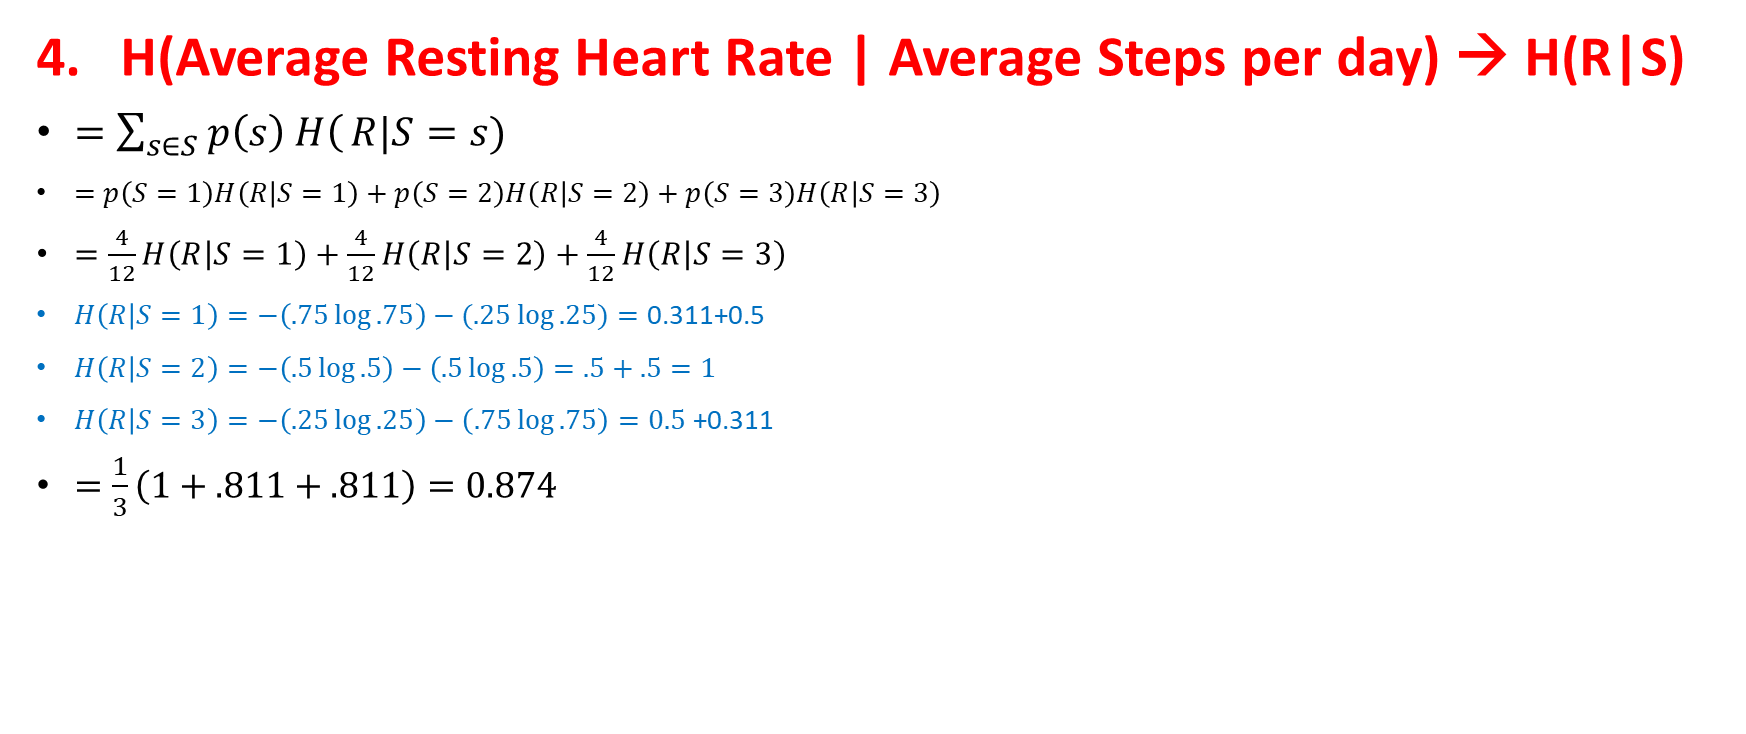 4. H(Average Resting Heart Rate | Average Steps per day) → H(R|S)
• = ∑_{s∈S} p(s) H( R|S = s)
• = p(S = 1)H(R|S = 1) + p(S = 2)H(R|S = 2) + p(S = 3)H(R|S = 3)
• = 4/12 H(R|S = 1) + 4/12 H(R|S = 2) + 4/12 H(R|S = 3)
• H(R|S = 1) = −(.75 log .75) − (.25 log .25) = 0.311+0.5
• H(R|S = 2) = −(.5 log .5) − (.5 log .5) = .5 + .5 = 1
• H(R|S = 3) = −(.25 log .25) − (.75 log .75) = 0.5 +0.311
• = 1/3 (1 + .811 + .811) = 0.874